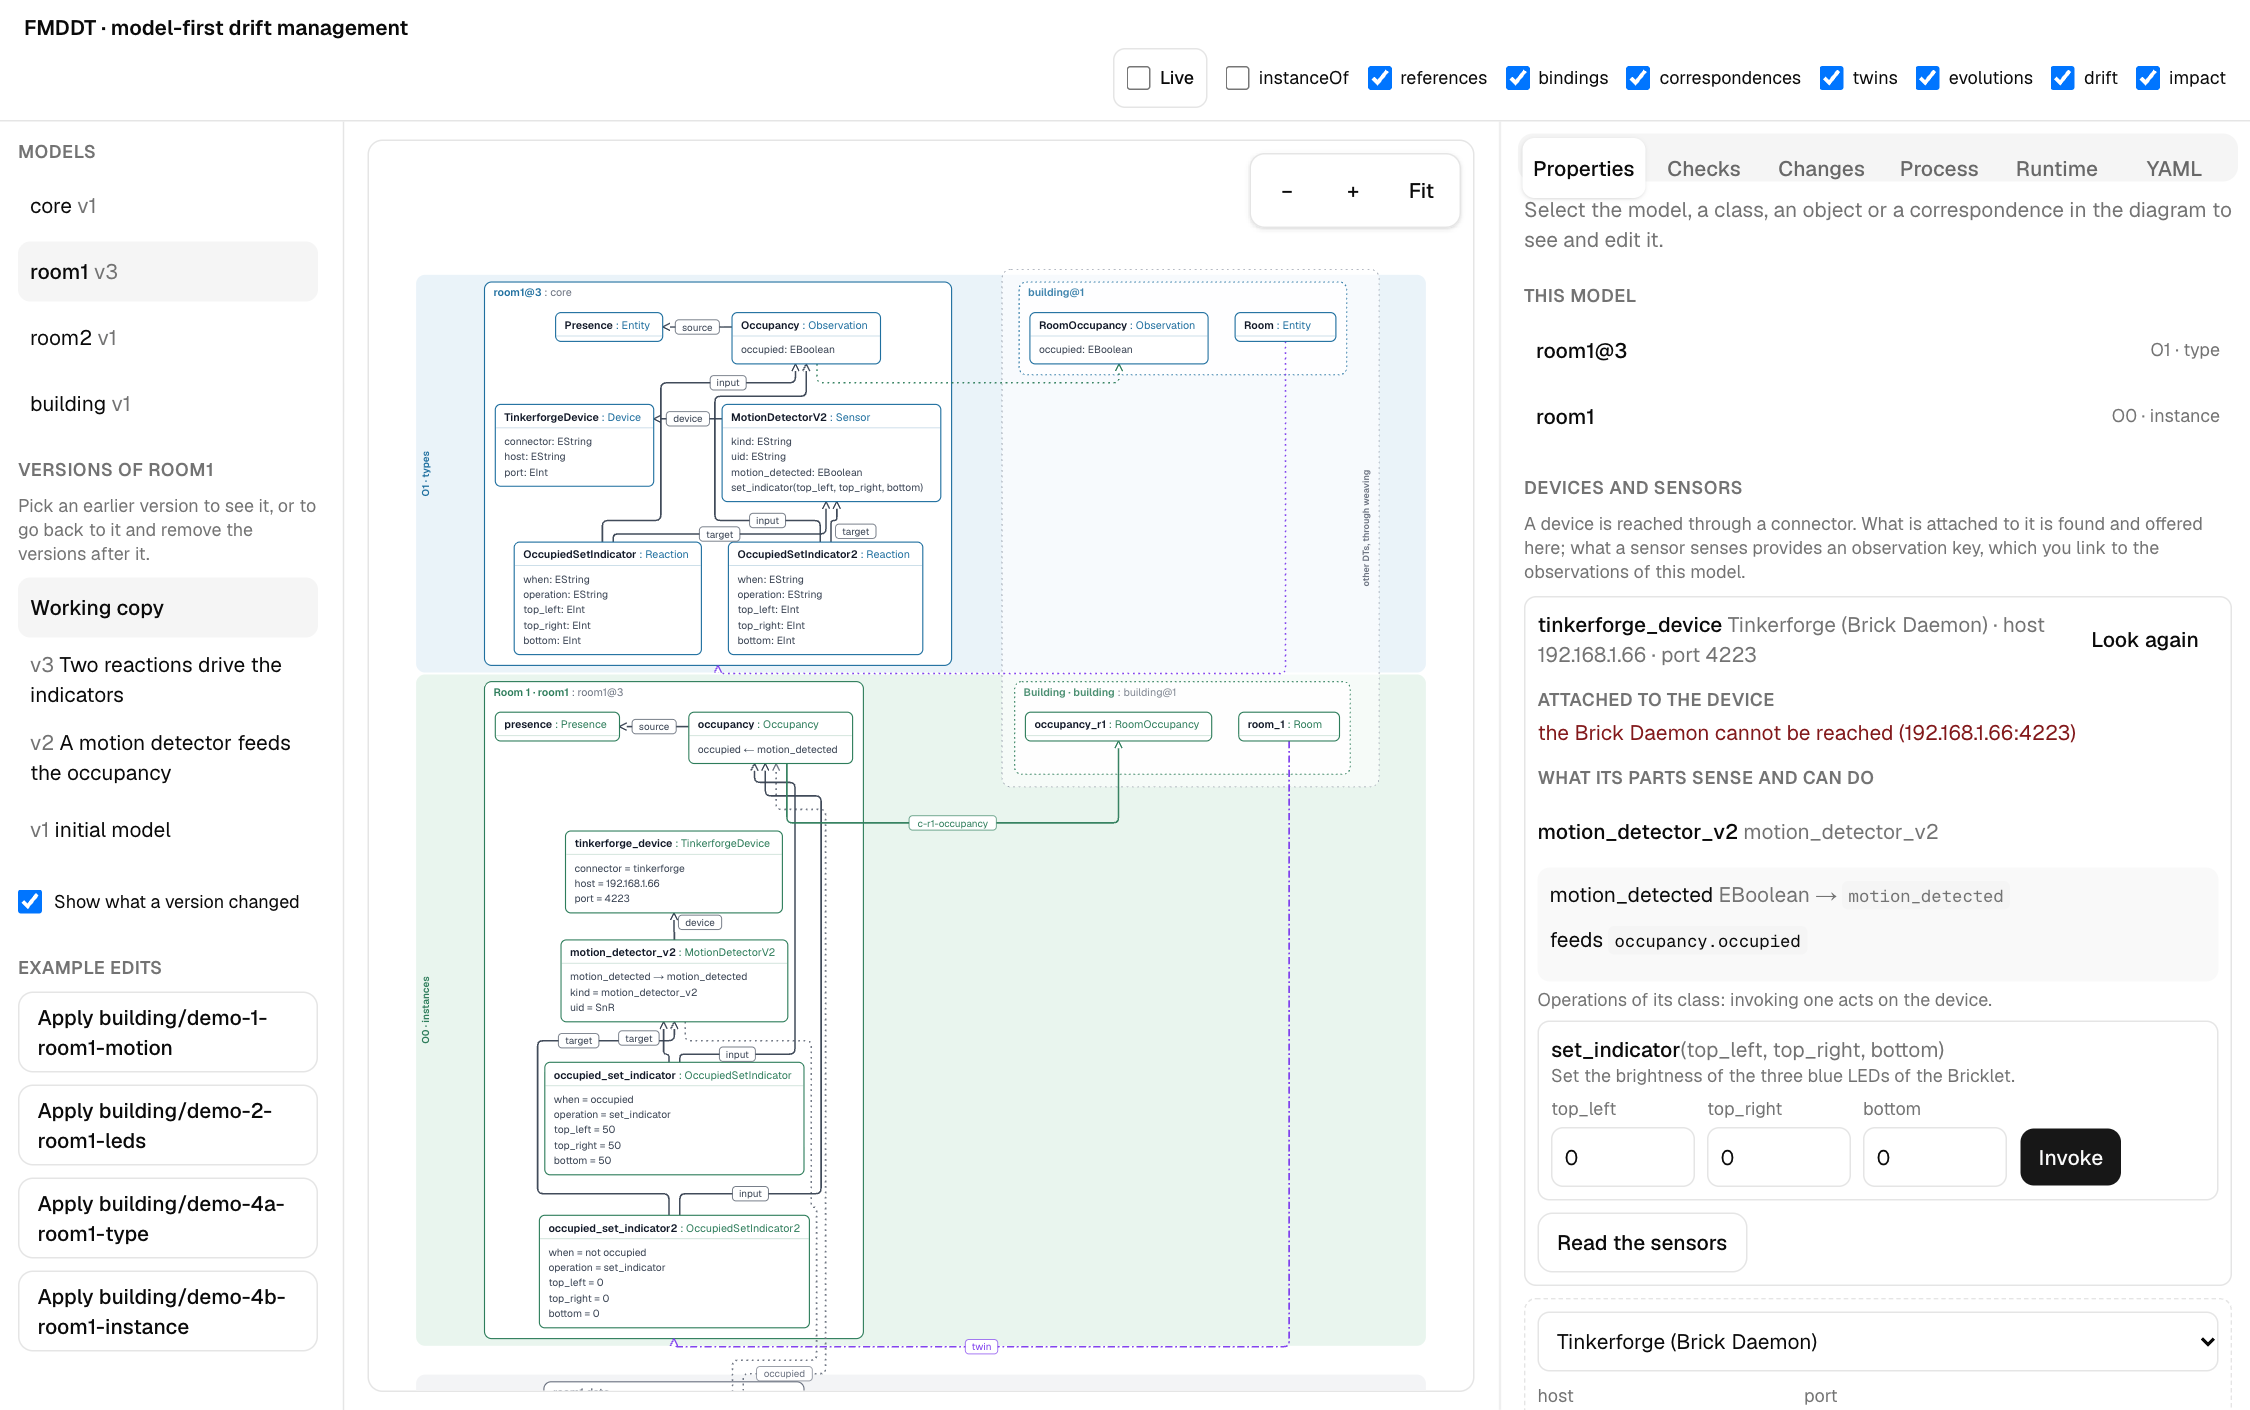 FMDDT · model-first drift management
Live
instanceOf
references
bindings
correspondences
twins
evolutions
drift
impact
MODELS
core v1
room1 v3
room2 v1
building v1
VERSIONS OF ROOM1
Pick an earlier version to see it, or to
go back to it and remove the
versions after it.
Working copy
v3 Two reactions drive the
indicators
v2 A motion detector feeds
the occupancy
v1 initial model
Show what a version changed
EXAMPLE EDITS
Apply building/demo-1-
room1-motion
Apply building/demo-2-
room1-leds
Apply building/demo-4a-
room1-type
Apply building/demo-4b-
room1-instance
− + Fit
O1 · types
room1@3 : core
Presence : Entity
source
Occupancy : Observation
occupied: EBoolean
input
TinkerforgeDevice : Device
connector: EString
host: EString
port: EInt
device
MotionDetectorV2 : Sensor
kind: EString
uid: EString
motion_detected: EBoolean
set_indicator(top_left, top_right, bottom)
input
target
target
OccupiedSetIndicator : Reaction
when: EString
operation: EString
top_left: EInt
top_right: EInt
bottom: EInt
OccupiedSetIndicator2 : Reaction
when: EString
operation: EString
top_left: EInt
top_right: EInt
bottom: EInt
building@1
RoomOccupancy : Observation
occupied: EBoolean
Room : Entity
other DTs, through weaving
O0 · instances
Room 1 · room1 : room1@3
presence : Presence
source
occupancy : Occupancy
occupied ← motion_detected
Building · building : building@1
occupancy_r1 : RoomOccupancy
room_1 : Room
c-r1-occupancy
tinkerforge_device : TinkerforgeDevice
connector = tinkerforge
host = 192.168.1.66
port = 4223
device
motion_detector_v2 : MotionDetectorV2
motion_detected → motion_detected
kind = motion_detector_v2
uid = SnR
target
target
input
occupied_set_indicator : OccupiedSetIndicator
when = occupied
operation = set_indicator
top_left = 50
top_right = 50
bottom = 50
input
occupied_set_indicator2 : OccupiedSetIndicator2
when = not occupied
operation = set_indicator
top_left = 0
top_right = 0
bottom = 0
twin
occupied
Properties
Checks
Changes
Process
Runtime
YAML
Select the model, a class, an object or a correspondence in the diagram to
see and edit it.
THIS MODEL
room1@3 O1 · type
room1 O0 · instance
DEVICES AND SENSORS
A device is reached through a connector. What is attached to it is found and offered
here; what a sensor senses provides an observation key, which you link to the
observations of this model.
tinkerforge_device Tinkerforge (Brick Daemon) · host
192.168.1.66 · port 4223
Look again
ATTACHED TO THE DEVICE
the Brick Daemon cannot be reached (192.168.1.66:4223)
WHAT ITS PARTS SENSE AND CAN DO
motion_detector_v2 motion_detector_v2
motion_detected EBoolean → motion_detected
feeds occupancy.occupied
Operations of its class: invoking one acts on the device.
set_indicator(top_left, top_right, bottom)
Set the brightness of the three blue LEDs of the Bricklet.
top_left top_right bottom
0 0 0 Invoke
Read the sensors
Tinkerforge (Brick Daemon)
host port